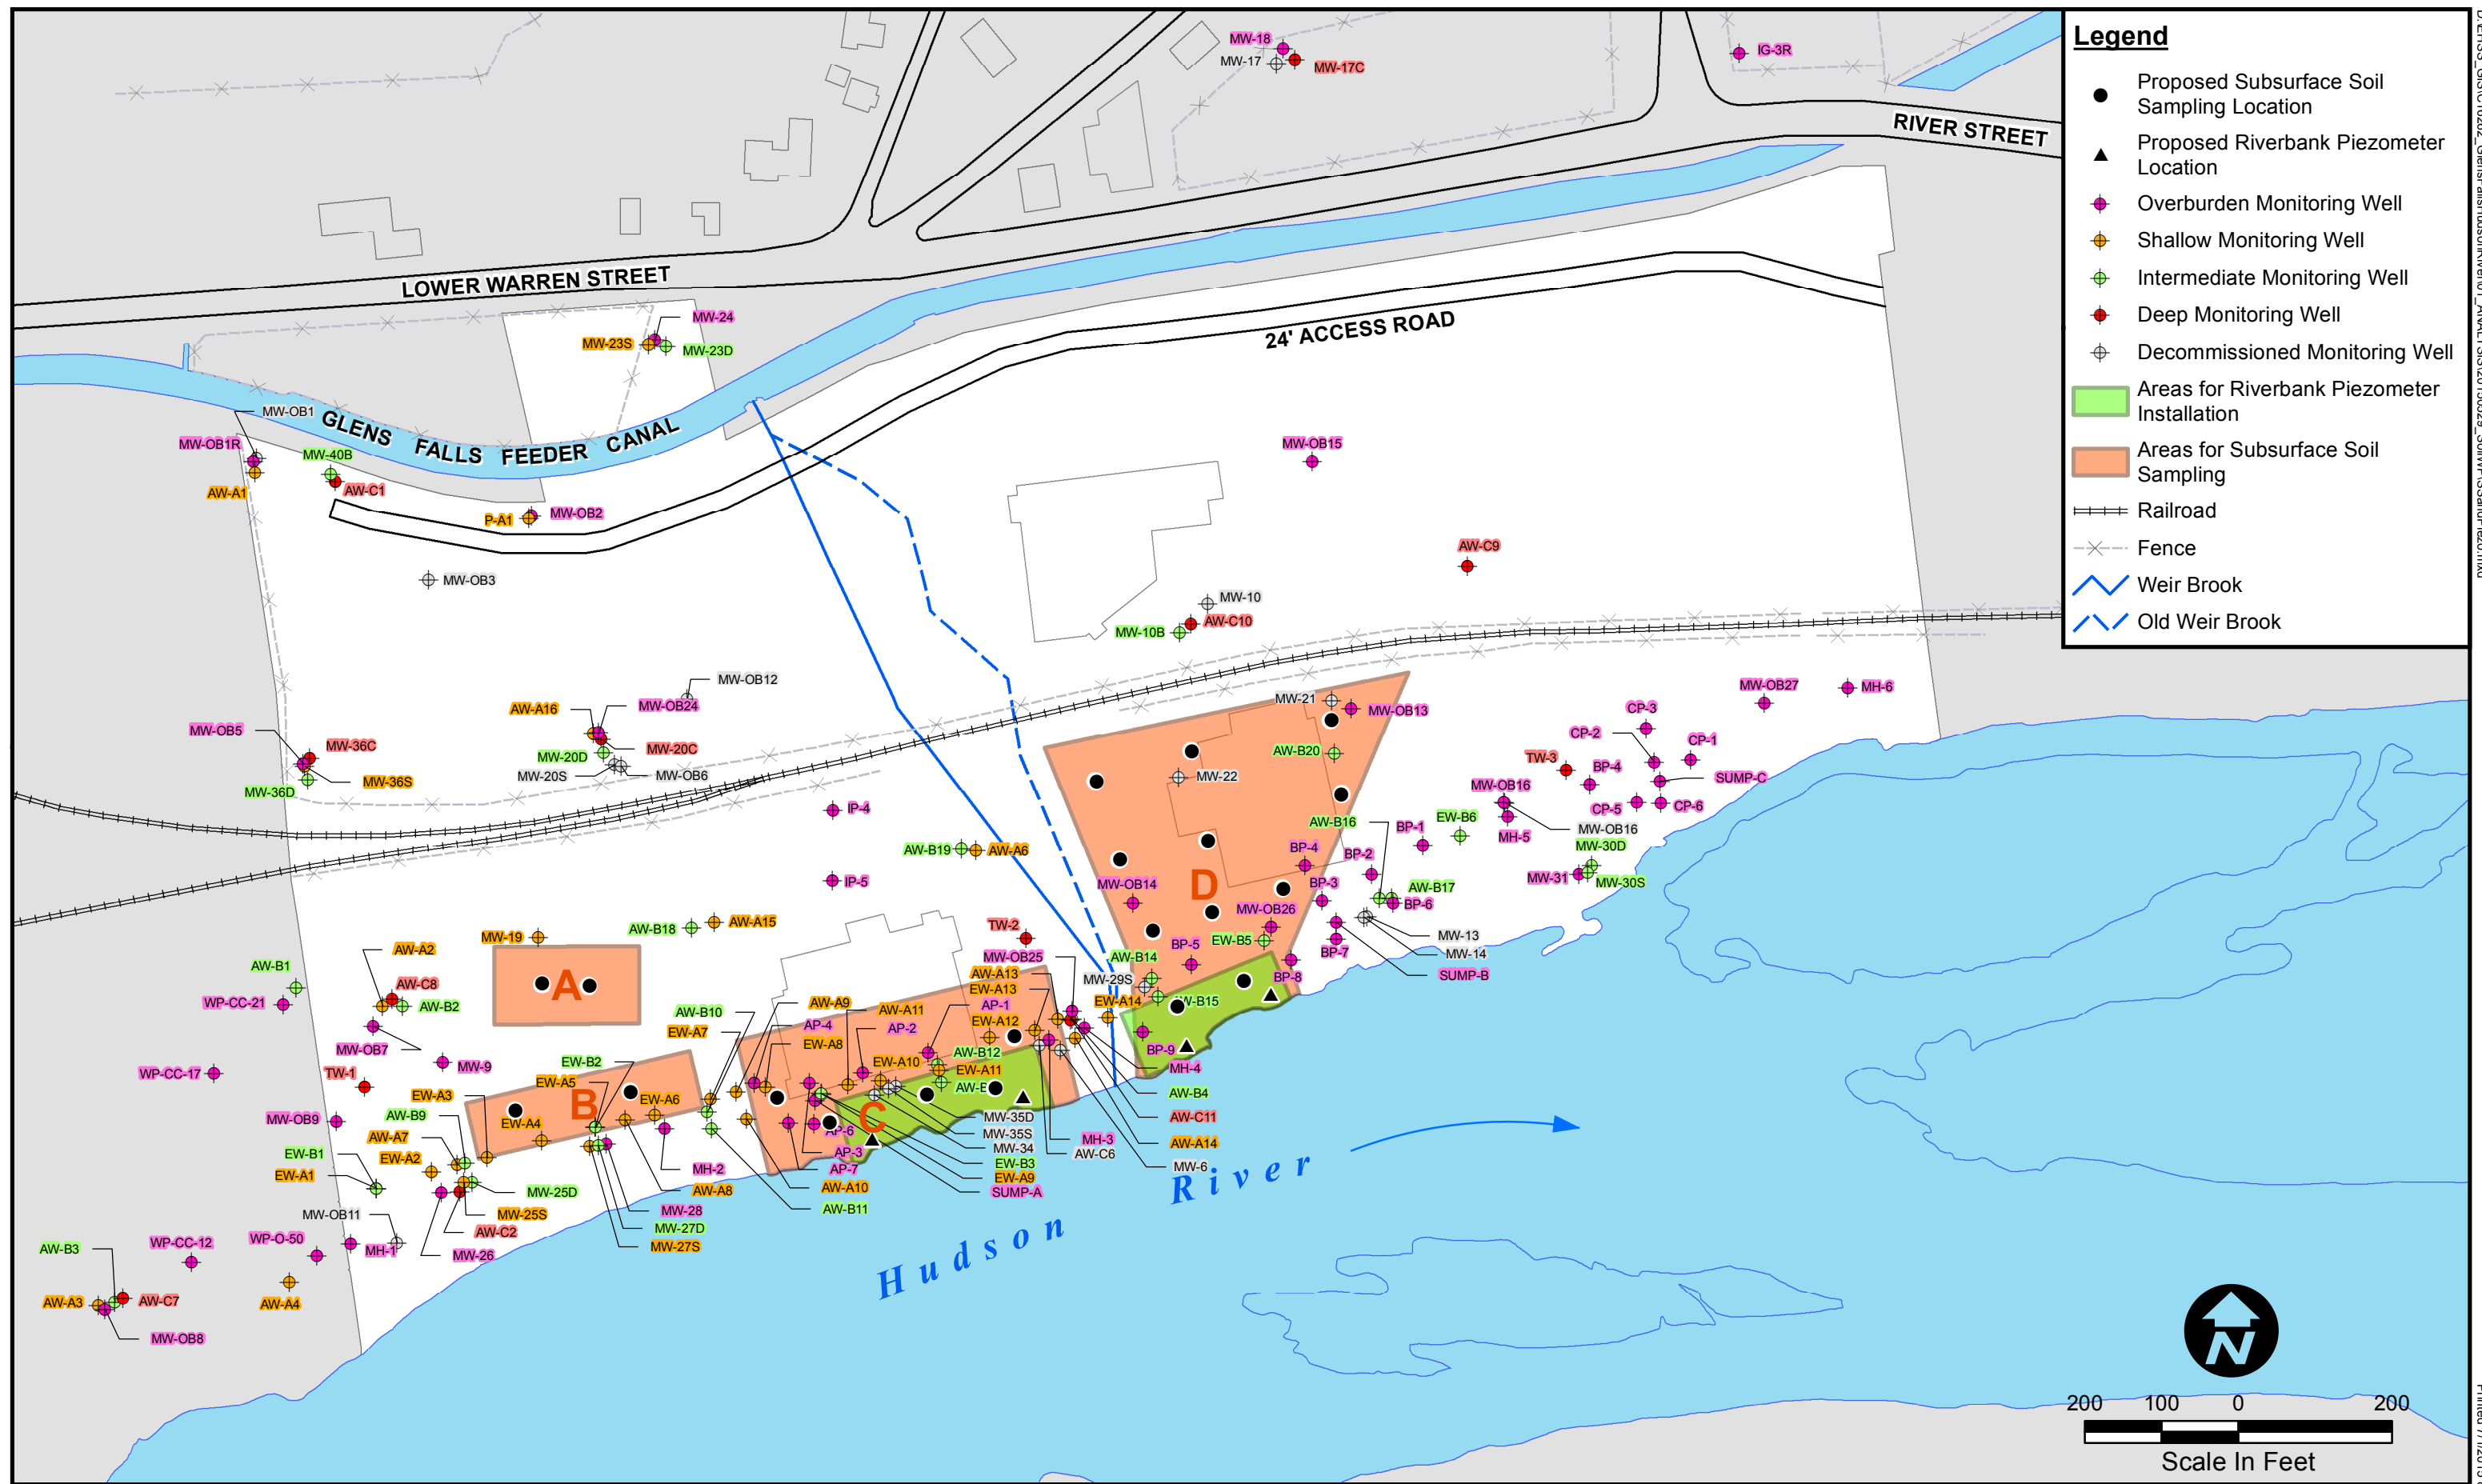 MW-18
MW-17
MW-17C
IG-3R
RIVER STREET
LOWER WARREN STREET
24' ACCESS ROAD
GLENS FALLS FEEDER CANAL
MW-24
MW-23S
MW-23D
MW-OB1
MW-OB1R
AW-A1
MW-40B
AW-C1
P-A1
MW-OB2
MW-OB3
MW-OB15
AW-C9
MW-10
AW-C10
MW-10B
MW-OB12
MW-OB24
AW-A16
MW-20C
MW-20D
MW-20S
MW-OB6
MW-OB5
MW-36C
MW-36S
MW-36D
IP-4
IP-5
AW-B19
AW-A6
AW-B18
AW-A15
MW-19
A
AW-A2
AW-B1
AW-C8
WP-CC-21
AW-B2
MW-OB7
MW-9
WP-CC-17
TW-1
MW-OB9
EW-B2
EW-A5
EW-A3
B
EW-A6
AW-B9
EW-A4
AW-A7
EW-A2
EW-B1
EW-A1
MW-25D
MW-OB11
MW-25S
AW-C2
MW-26
MH-1
WP-O-50
WP-CC-12
AW-B3
AW-A3
AW-C7
MW-OB8
AW-A4
MH-2
AW-A8
MW-28
MW-27D
MW-27S
AW-B10
EW-A7
AW-A9
AP-4
EW-A8
AW-A11
AP-2
AP-1
EW-A12
EW-A10
AW-B12
EW-A11
AW-B
C
AP-6
AP-3
AP-7
AW-A10
AW-B11
MW-35D
MW-35S
MW-34
EW-B3
EW-A9
SUMP-A
TW-2
MW-OB25
AW-A13
EW-A13
EW-A14
MH-4
AW-B4
AW-C11
AW-A14
MH-3
AW-C6
MW-6
MW-21
MW-OB13
AW-B20
MW-22
AW-B16
BP-4
D
MW-OB14
BP-3
MW-OB26
BP-5
EW-B5
AW-B14
MW-29S
AW-B15
BP-8
BP-9
BP-1
BP-2
EW-B6
AW-B17
BP-6
BP-7
MW-13
MW-14
SUMP-B
MW-OB27
MH-6
CP-3
CP-2
CP-1
TW-3
BP-4
SUMP-C
MW-OB16
CP-5
CP-6
MW-OB16
MH-5
MW-30D
MW-31
MW-30S
Hudson River
Legend
Proposed Subsurface Soil
Sampling Location
Proposed Riverbank Piezometer
Location
Overburden Monitoring Well
Shallow Monitoring Well
Intermediate Monitoring Well
Deep Monitoring Well
Decommissioned Monitoring Well
Areas for Riverbank Piezometer
Installation
Areas for Subsurface Soil
Sampling
Railroad
Fence
Weir Brook
Old Weir Brook
N
200 100 0 200
Scale In Feet